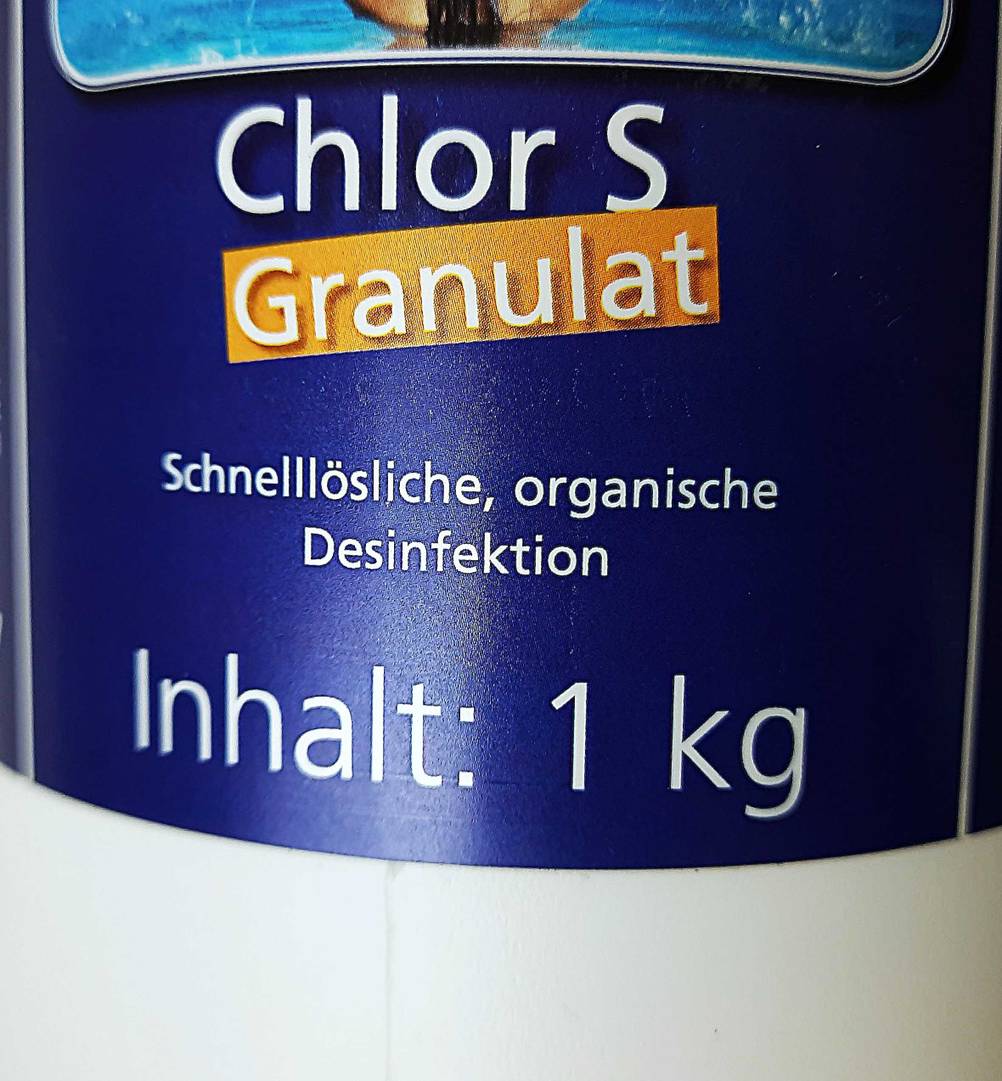 Chlor S
Granulat
Schnelllösliche, organische
Desinfektion
Inhalt: 1 kg